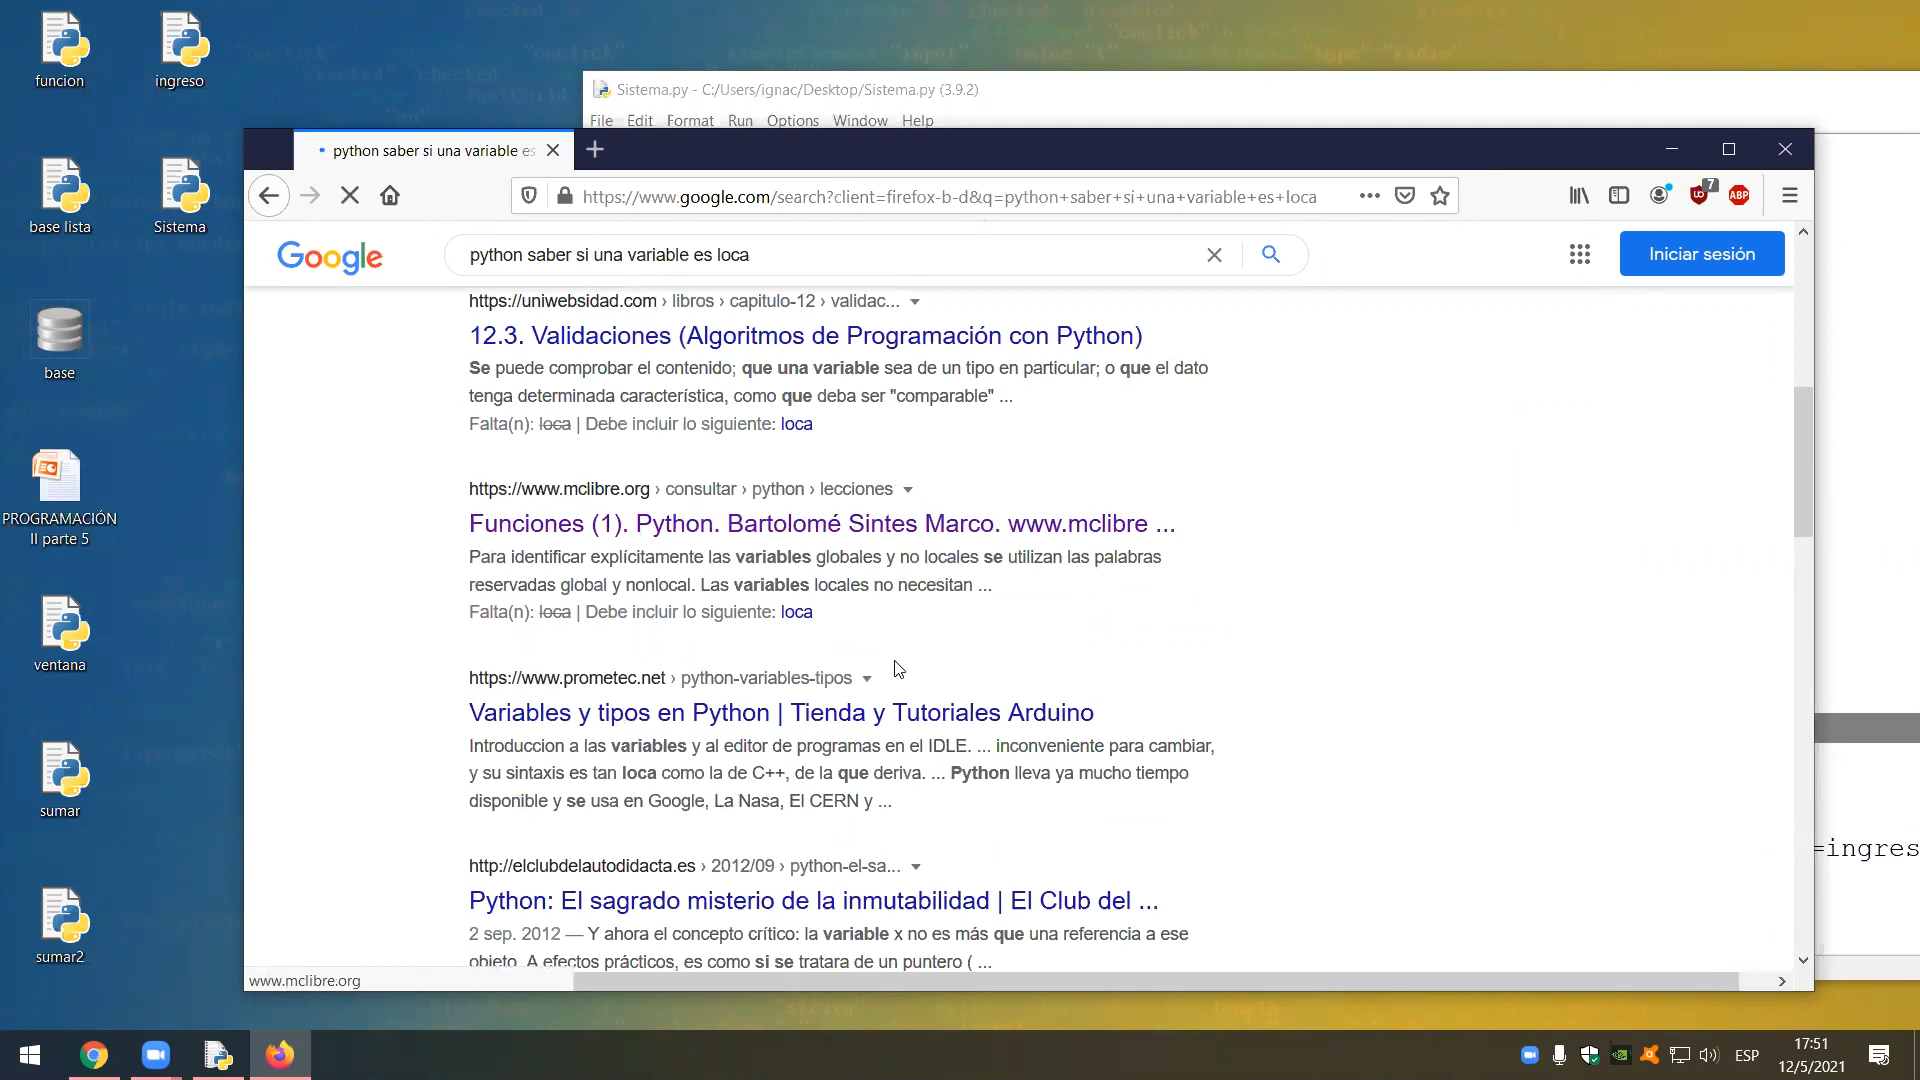 funcion
ingreso
base lista
Sistema
base
PROGRAMACIÓN
II parte 5
ventana
sumar
sumar2
Sistema.py - C:/Users/ignac/Desktop/Sistema.py (3.9.2)
File Edit Format Run Options Window Help
python saber si una variable es
https://www.google.com/search?client=firefox-b-d&q=python+saber+si+una+variable+es+loca
7
ABP
Google
python saber si una variable es loca
Iniciar sesión
https://uniwebsidad.com › libros › capitulo-12 › validac...
12.3. Validaciones (Algoritmos de Programación con Python)
Se puede comprobar el contenido; que una variable sea de un tipo en particular; o que el dato
tenga determinada característica, como que deba ser "comparable" ...
Falta(n): loca | Debe incluir lo siguiente: loca
https://www.mclibre.org › consultar › python › lecciones
Funciones (1). Python. Bartolomé Sintes Marco. www.mclibre ...
Para identificar explícitamente las variables globales y no locales se utilizan las palabras
reservadas global y nonlocal. Las variables locales no necesitan ...
Falta(n): loca | Debe incluir lo siguiente: loca
https://www.prometec.net › python-variables-tipos
Variables y tipos en Python | Tienda y Tutoriales Arduino
Introduccion a las variables y al editor de programas en el IDLE. ... inconveniente para cambiar,
y su sintaxis es tan loca como la de C++, de la que deriva. ... Python lleva ya mucho tiempo
disponible y se usa en Google, La Nasa, El CERN y ...
http://elclubdelautodidacta.es › 2012/09 › python-el-sa...
Python: El sagrado misterio de la inmutabilidad | El Club del ...
2 sep. 2012 — Y ahora el concepto crítico: la variable x no es más que una referencia a ese
objeto. A efectos prácticos, es como si se tratara de un puntero ( ...
www.mclibre.org
=ingres
ESP
17:51
12/5/2021